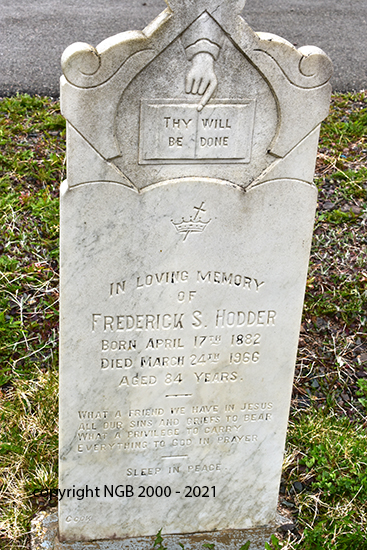 THY WILL
BE DONE
IN LOVING MEMORY
OF
FREDERICK S. HODDER
BORN APRIL 17TH 1882
DIED MARCH 24TH 1966
AGED 84 YEARS.
WHAT A FRIEND WE HAVE IN JESUS
ALL OUR SINS AND GRIEFS TO BEAR
WHAT A PRIVILEGE TO CARRY
EVERYTHING TO GOD IN PRAYER
SLEEP IN PEACE.
copyright NGB 2000 - 2021